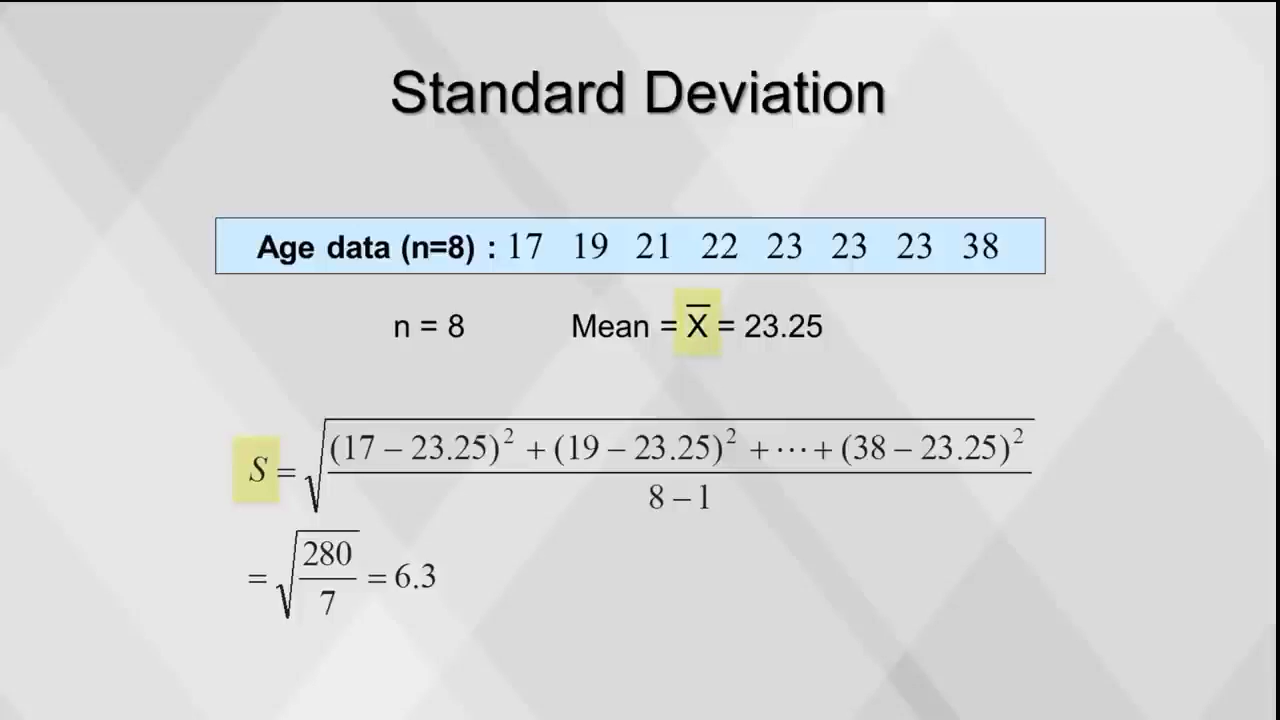 Standard Deviation
Age data (n=8) : 17 19 21 22 23 23 23 38
n = 8 Mean = X̅ = 23.25
S = √((17 – 23.25)² + (19 – 23.25)² + ⋯ + (38 – 23.25)² / 8 – 1)
= √(280 / 7) = 6.3